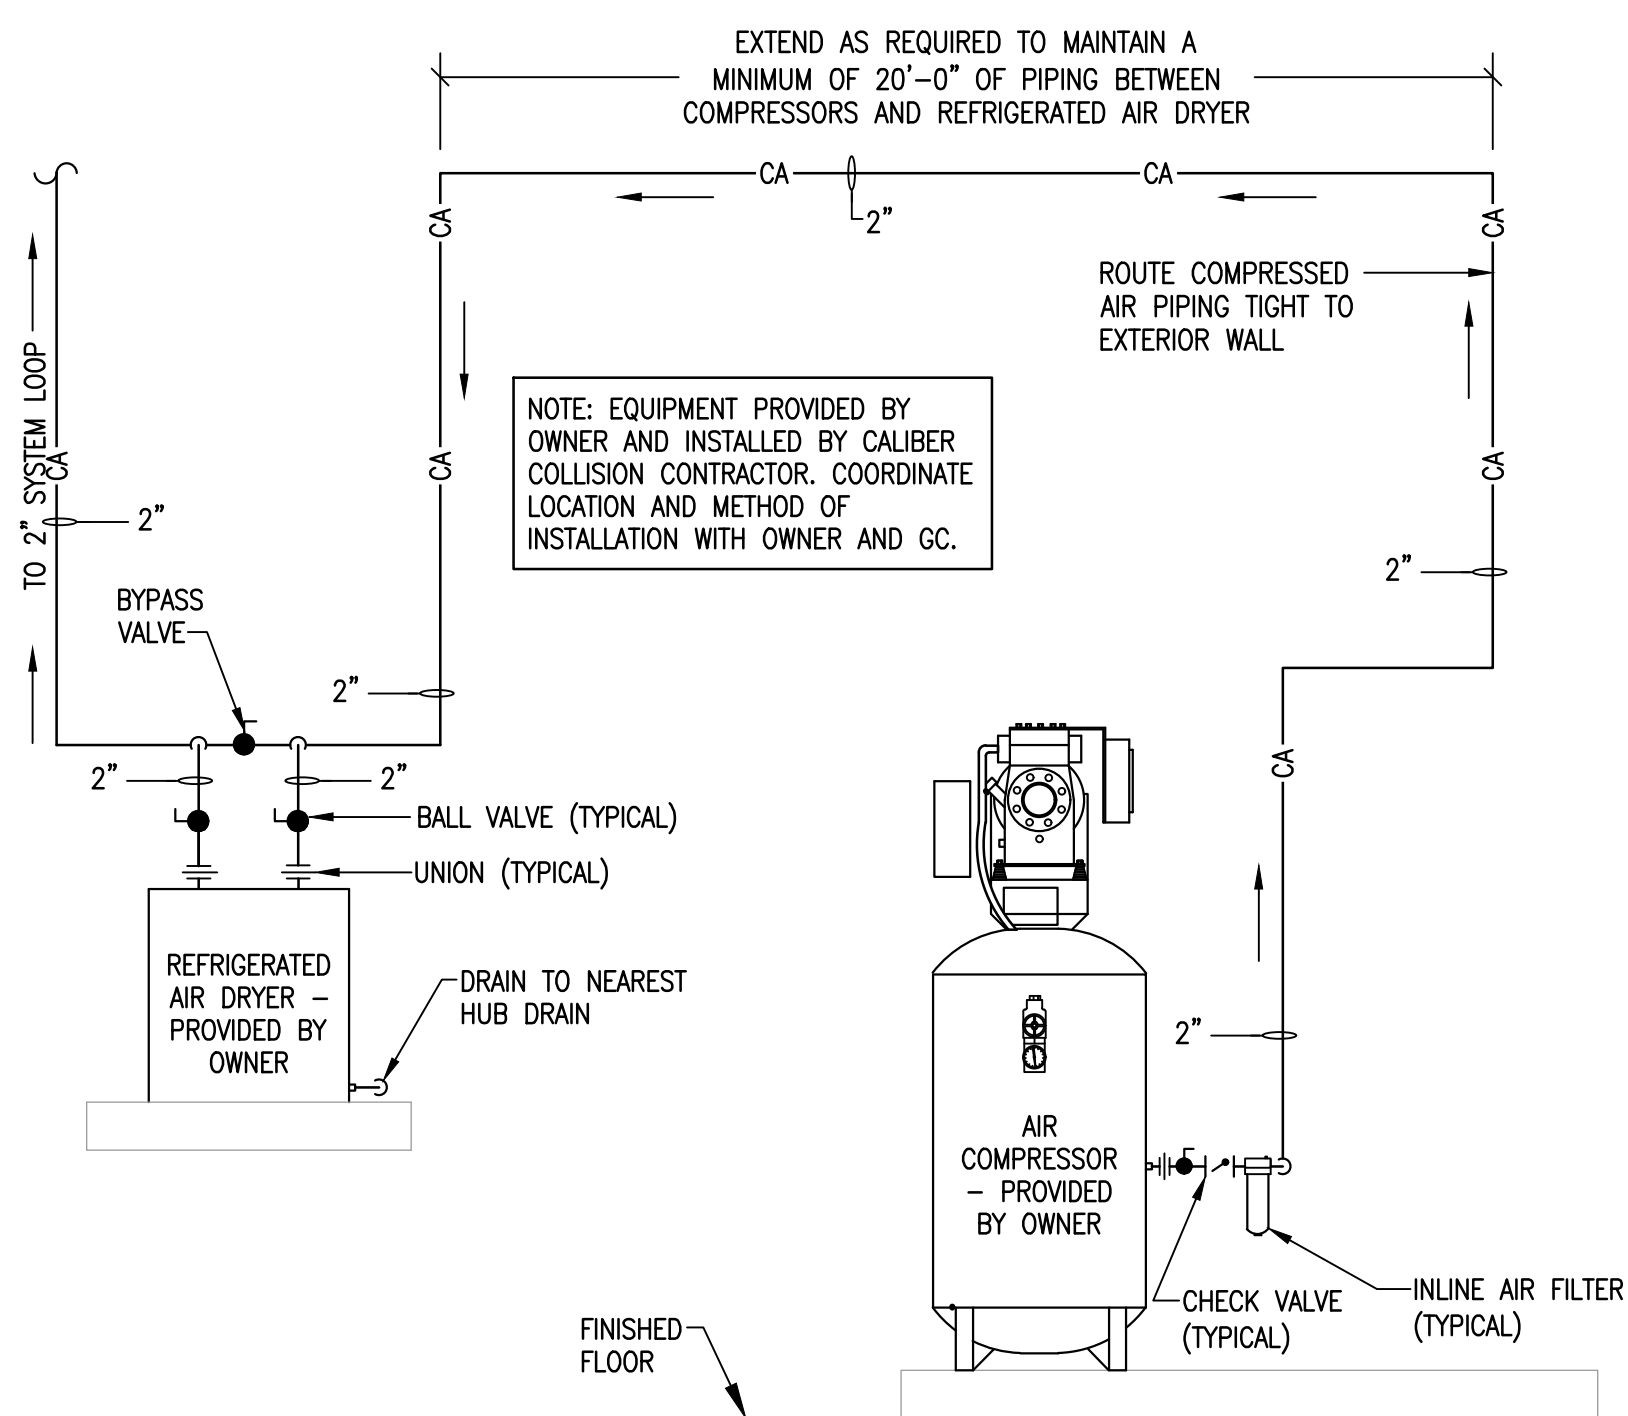 EXTEND AS REQUIRED TO MAINTAIN A
MINIMUM OF 20'-0" OF PIPING BETWEEN
COMPRESSORS AND REFRIGERATED AIR DRYER
CA
CA
2"
CA
CA
ROUTE COMPRESSED
AIR PIPING TIGHT TO
EXTERIOR WALL
TO 2" SYSTEM LOOP
CA
CA
CA
NOTE: EQUIPMENT PROVIDED BY
OWNER AND INSTALLED BY CALIBER
COLLISION CONTRACTOR. COORDINATE
LOCATION AND METHOD OF
INSTALLATION WITH OWNER AND GC.
2"
2"
BYPASS
VALVE
2"
CA
2"
2"
BALL VALVE (TYPICAL)
UNION (TYPICAL)
REFRIGERATED
AIR DRYER -
PROVIDED BY
OWNER
DRAIN TO NEAREST
HUB DRAIN
2"
AIR
COMPRESSOR
- PROVIDED
BY OWNER
CHECK VALVE
(TYPICAL)
INLINE AIR FILTER
(TYPICAL)
FINISHED
FLOOR